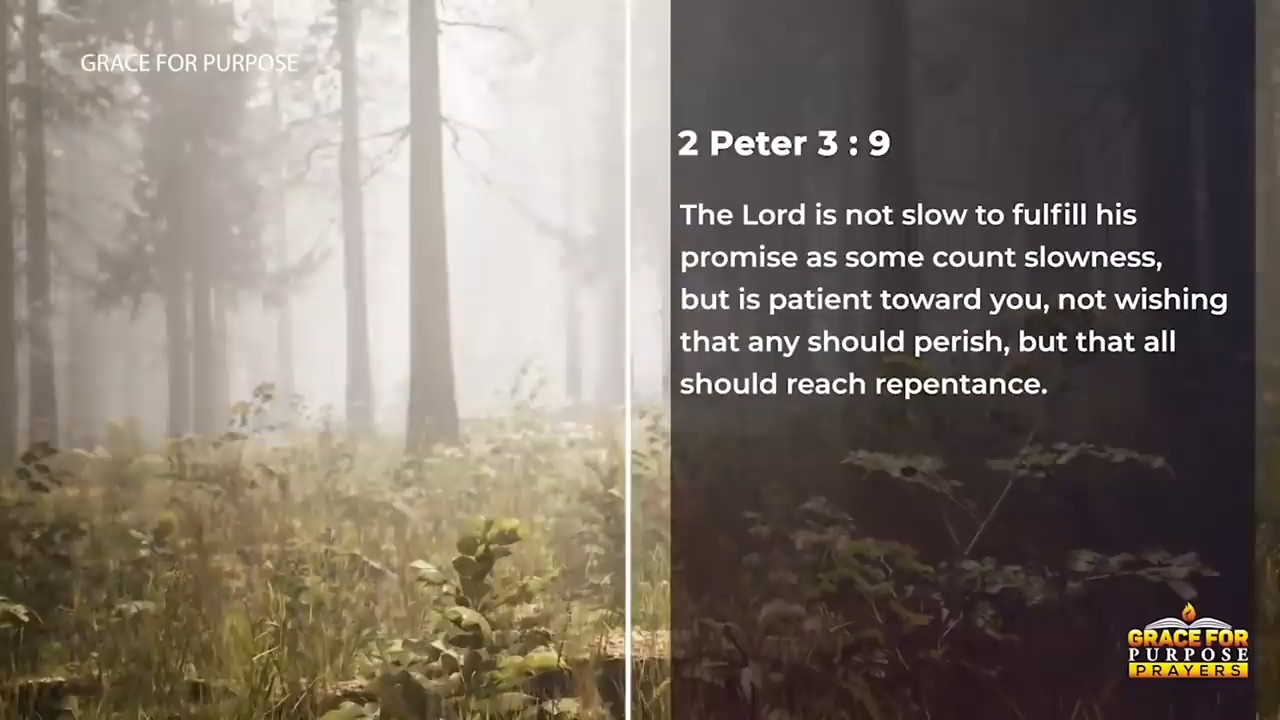 GRACE FOR PURPOSE
2 Peter 3 : 9
The Lord is not slow to fulfill his
promise as some count slowness,
but is patient toward you, not wishing
that any should perish, but that all
should reach repentance.
GRACE FOR
PURPOSE
PRAYERS